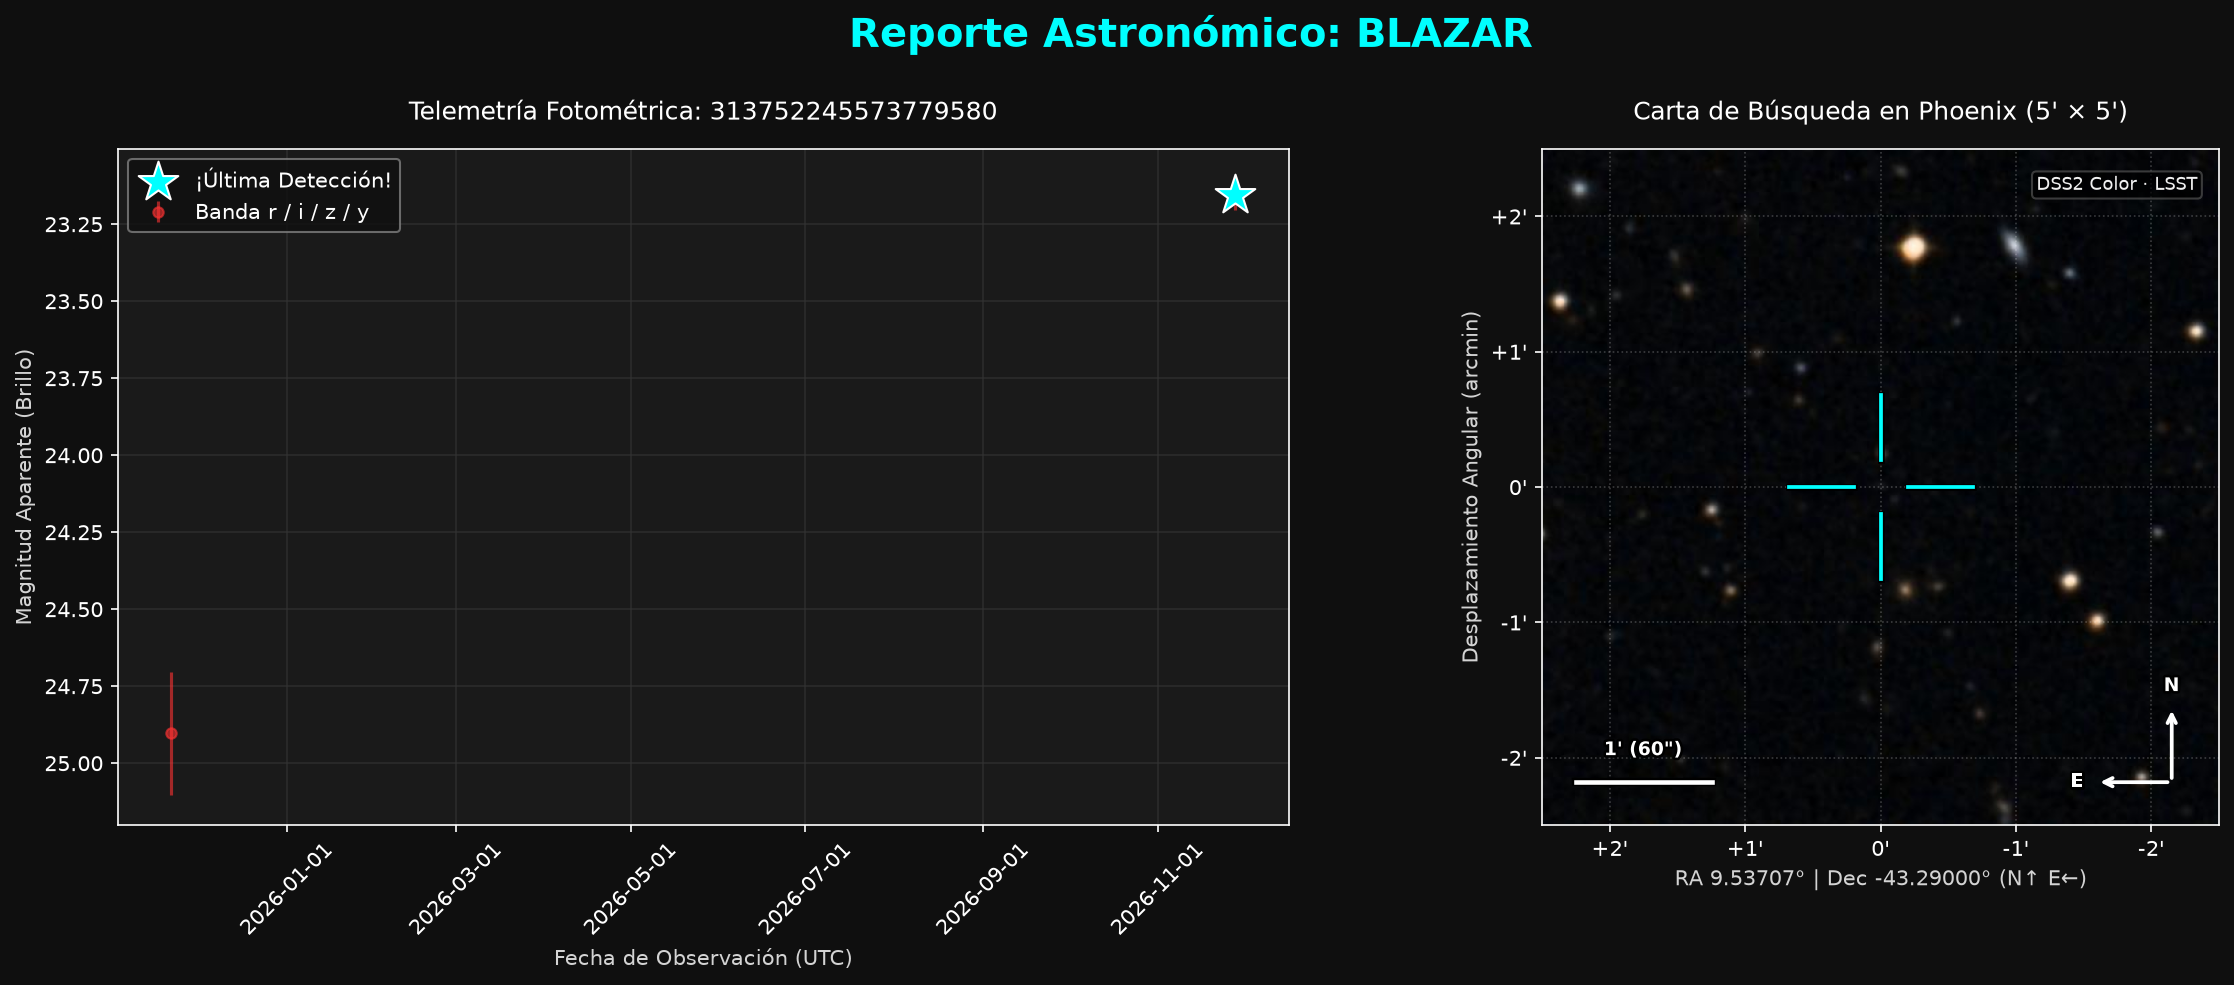 Reporte Astronómico: BLAZAR
Telemetría Fotométrica: 313752245573779580
¡Última Detección!
Banda r / i / z / y
Magnitud Aparente (Brillo)
23.25
23.50
23.75
24.00
24.25
24.50
24.75
25.00
2026-01-01
2026-03-01
2026-05-01
2026-07-01
2026-09-01
2026-11-01
Fecha de Observación (UTC)
Carta de Búsqueda en Phoenix (5' × 5')
DSS2 Color · LSST
Desplazamiento Angular (arcmin)
+2'
+1'
0'
-1'
-2'
N
E
1' (60")
+2'
+1'
0'
-1'
-2'
RA 9.53707° | Dec -43.29000° (N↑ E←)